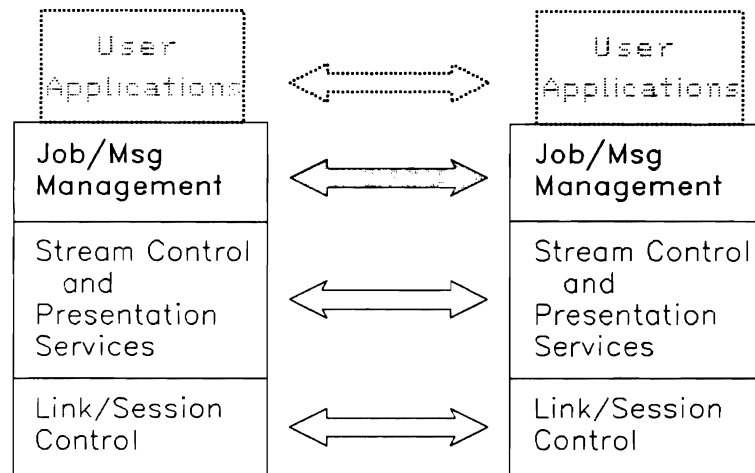 User
Applications
Job/Msg
Management
Stream Control
and
Presentation
Services
Link/Session
Control
User
Applications
Job/Msg
Management
Stream Control
and
Presentation
Services
Link/Session
Control